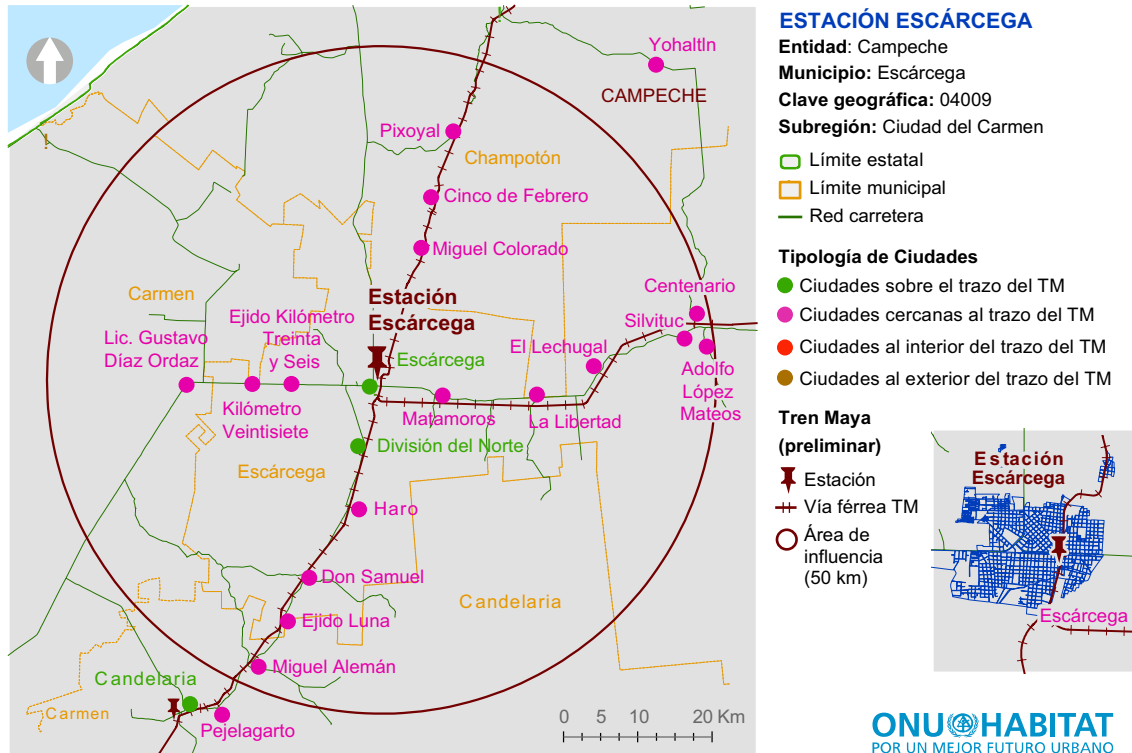 Yohaltln
CAMPECHE
Pixoyal
Champotón
Cinco de Febrero
Miguel Colorado
Carmen
Estación
Escárcega
Centenario
Ejido Kilómetro
Treinta
y Seis
Lic. Gustavo
Díaz Ordaz
Silvituc
El Lechugal
Escárcega
Adolfo
López
Mateos
Kilómetro
Veintisiete
Matamoros
La Libertad
División del Norte
Escárcega
Haro
Don Samuel
Candelaria
Ejido Luna
Miguel Alemán
Candelaria
Carmen
Pejelagarto
0 5 10 20 Km
ESTACIÓN ESCÁRCEGA
Entidad: Campeche
Municipio: Escárcega
Clave geográfica: 04009
Subregión: Ciudad del Carmen
Límite estatal
Límite municipal
Red carretera
Tipología de Ciudades
Ciudades sobre el trazo del TM
Ciudades cercanas al trazo del TM
Ciudades al interior del trazo del TM
Ciudades al exterior del trazo del TM
Tren Maya
(preliminar)
Estación
Vía férrea TM
Área de
influencia
(50 km)
Estación
Escárcega
Escárcega
ONU HABITAT
POR UN MEJOR FUTURO URBANO